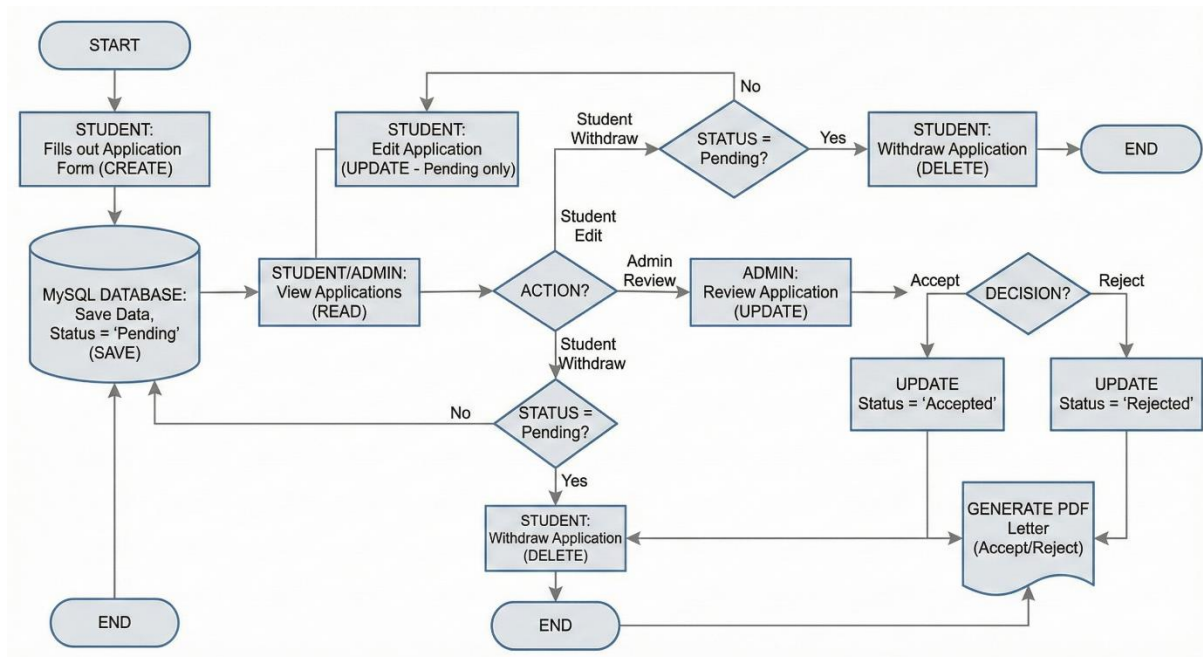 START
STUDENT:
Fills out Application
Form (CREATE)
MySQL DATABASE:
Save Data,
Status = ‘Pending’
(SAVE)
END
STUDENT:
Edit Application
(UPDATE - Pending only)
STUDENT/ADMIN:
View Applications
(READ)
ACTION?
Student
Edit
Student
Withdraw
STATUS =
Pending?
No
Yes
STUDENT:
Withdraw Application
(DELETE)
END
Admin
Review
ADMIN:
Review Application
(UPDATE)
DECISION?
Accept
Reject
UPDATE
Status = ‘Accepted’
UPDATE
Status = ‘Rejected’
GENERATE PDF
Letter
(Accept/Reject)
Student
Withdraw
STATUS =
Pending?
No
Yes
STUDENT:
Withdraw Application
(DELETE)
END